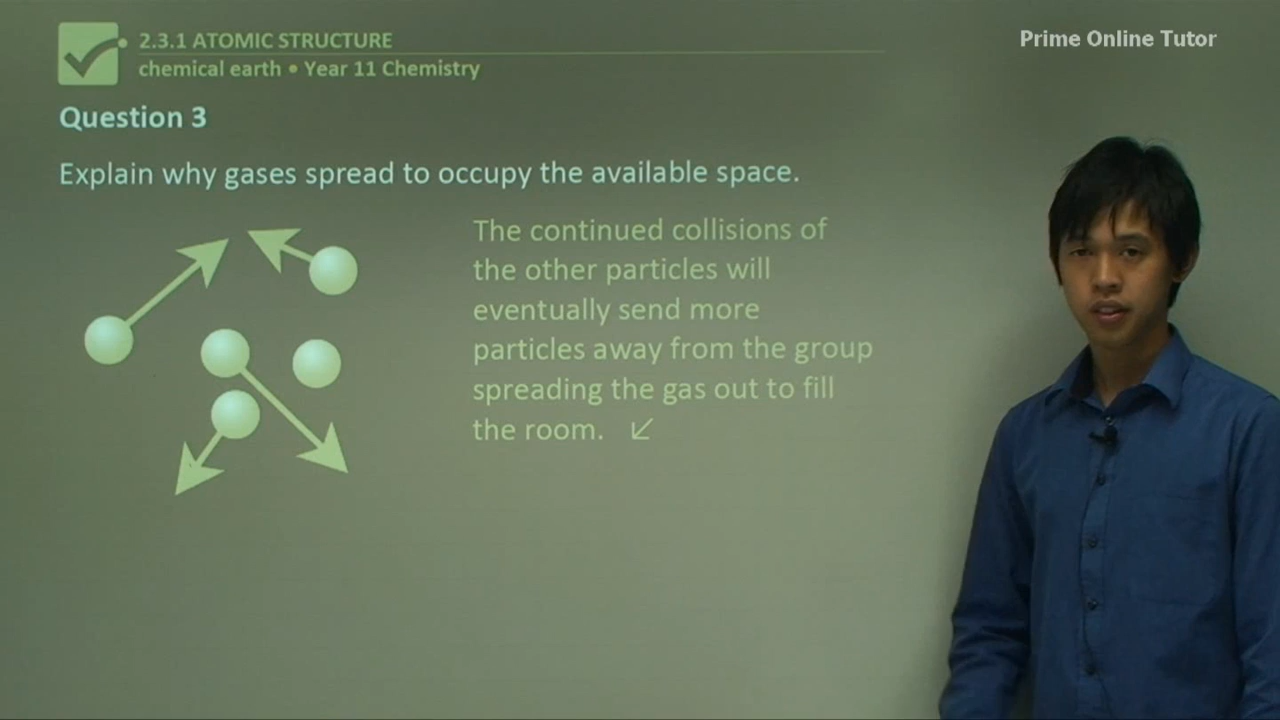 2.3.1 ATOMIC STRUCTURE
chemical earth • Year 11 Chemistry
Prime Online Tutor
Question 3
Explain why gases spread to occupy the available space.
The continued collisions of
the other particles will
eventually send more
particles away from the group
spreading the gas out to fill
the room.